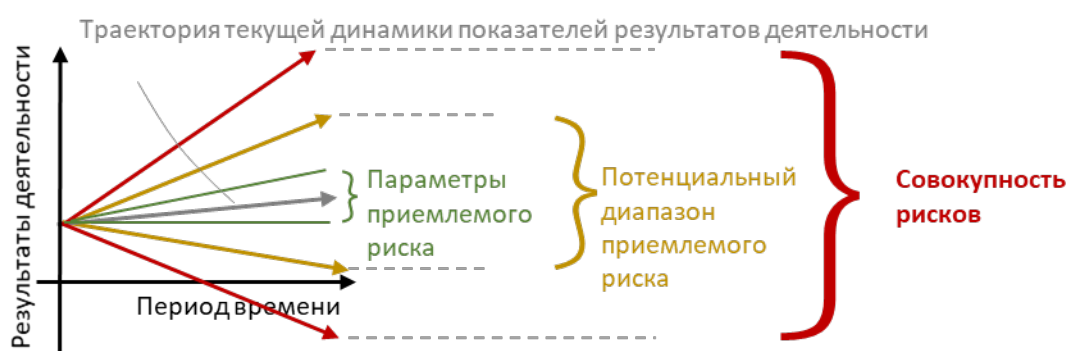 Траектория текущей динамики показателей результатов деятельности
Результаты деятельности
Параметры
приемлемого
риска
Потенциальный
диапазон
приемлемого
риска
Совокупность
рисков
Период времени